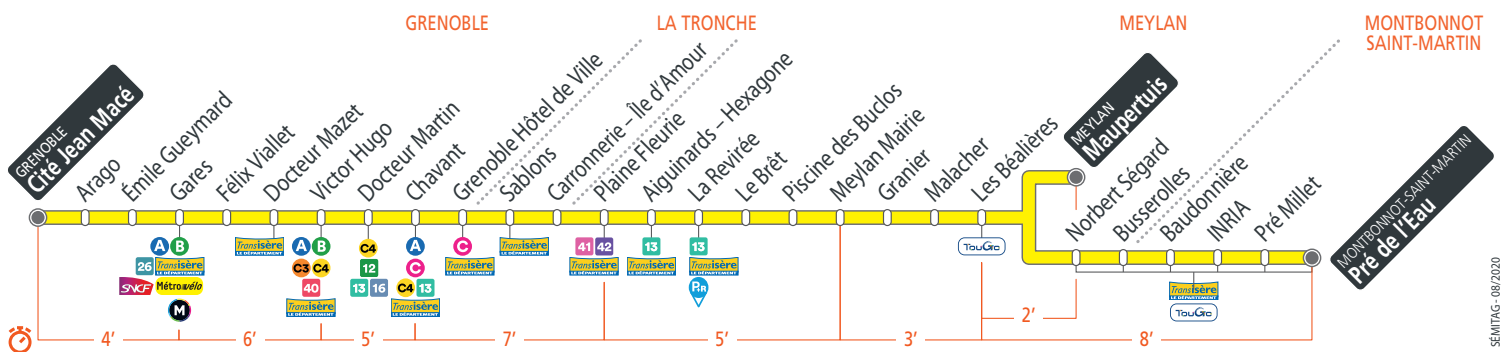 GRENOBLE
LA TRONCHE
MEYLAN
MONTBONNOT
SAINT-MARTIN
GRENOBLE
Cité Jean Macé
Arago
Émile Gueymard
Gares
Félix Viallet
Docteur Mazet
Victor Hugo
Docteur Martin
Chavant
Grenoble Hôtel de Ville
Sablons
Carronnerie – Île d'Amour
Plaine Fleurie
Aiguinards – Hexagone
La Revirée
Le Brêt
Piscine des Buclos
Meylan Mairie
Granier
Malacher
Les Béalières
MEYLAN
Maupertuis
Norbert Ségard
Busserolles
Baudonnière
INRIA
Pré Millet
MONTBONNOT-SAINT-MARTIN
Pré de l'Eau
A B
26 Transisère
LE DÉPARTEMENT
SNCF Métrovélo
M
Transisère
LE DÉPARTEMENT
A B
C3 C4
40
Transisère
LE DÉPARTEMENT
C4
12
13 16
A
C
C4 13
Transisère
LE DÉPARTEMENT
C
Transisère
LE DÉPARTEMENT
Transisère
LE DÉPARTEMENT
41 42
Transisère
LE DÉPARTEMENT
13
Transisère
LE DÉPARTEMENT
13
Transisère
LE DÉPARTEMENT
P+R
TouGo
Transisère
LE DÉPARTEMENT
TouGo
4'
6'
5'
7'
5'
3'
2'
8'
SÉMITAG - 08/2020